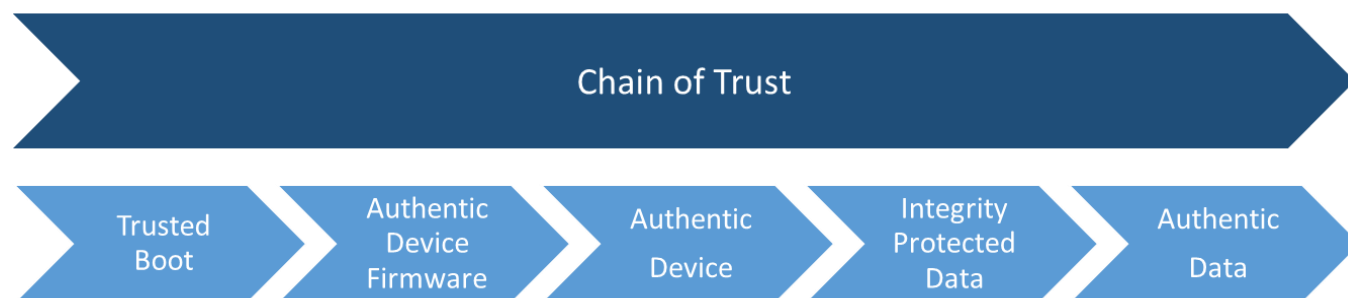 Chain of Trust
Trusted
Boot
Authentic
Device
Firmware
Authentic
Device
Integrity
Protected
Data
Authentic
Data